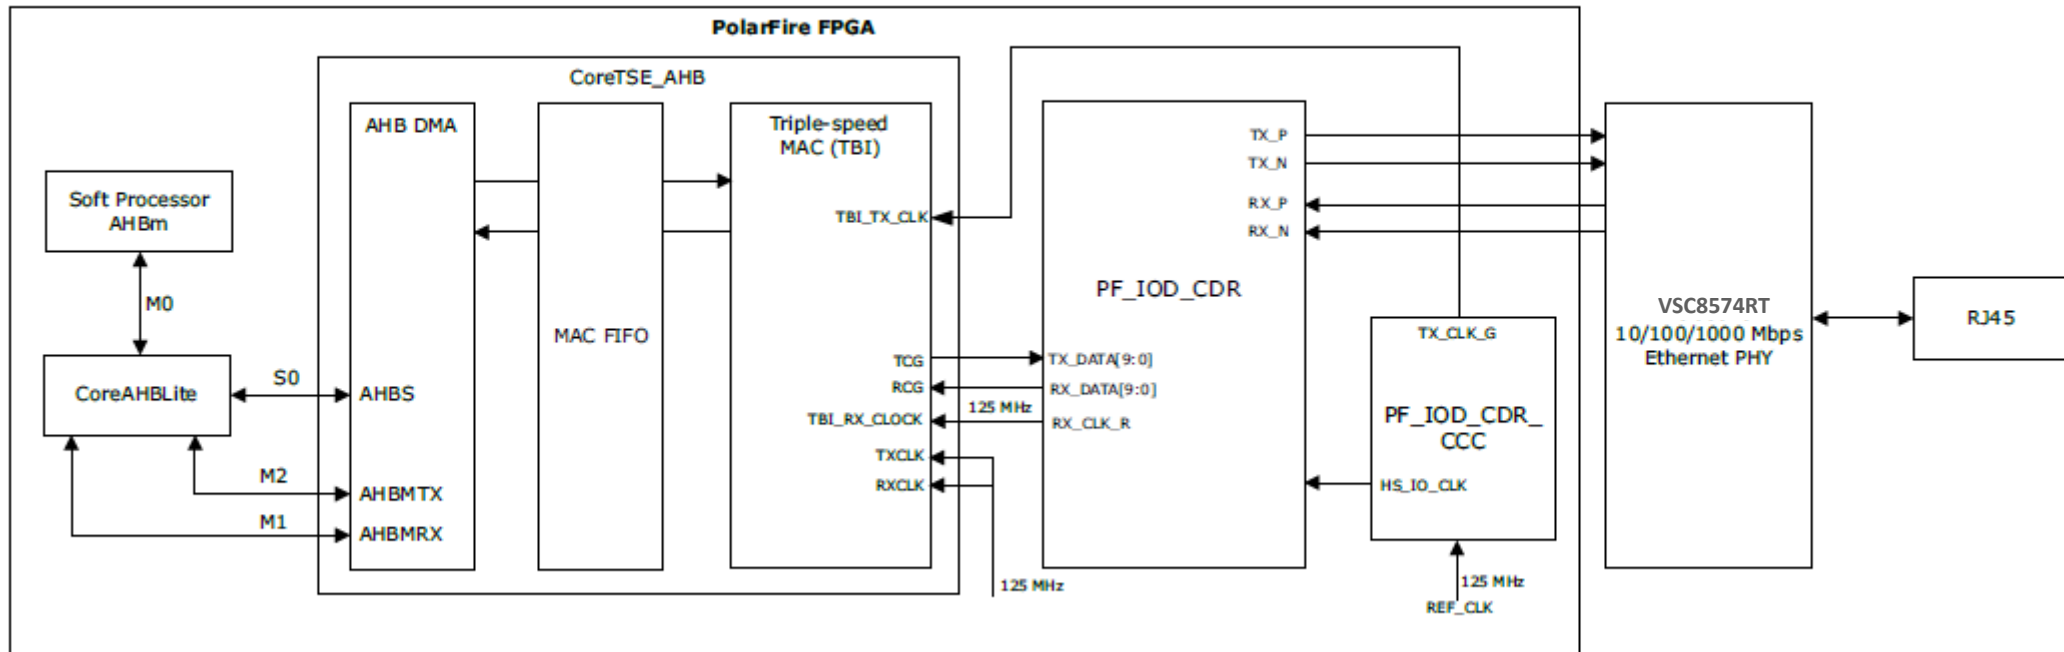 PolarFire FPGA
CoreTSE_AHB
AHB DMA
Triple-speed
MAC (TBI)
TX_P
TX_N
RX_P
RX_N
Soft Processor
AHBm
TBI_TX_CLK
M0
PF_IOD_CDR
VSC8574RT
10/100/1000 Mbps
Ethernet PHY
RJ45
MAC FIFO
TX_CLK_G
TCG
TX_DATA[9:0]
RCG
RX_DATA[9:0]
S0
CoreAHBLite
AHBS
125 MHz
TBI_RX_CLOCK
RX_CLK_R
PF_IOD_CDR_
CCC
TXCLK
RXCLK
HS_IO_CLK
M2
AHBMTX
M1
AHBMRX
125 MHz
125 MHz
REF_CLK